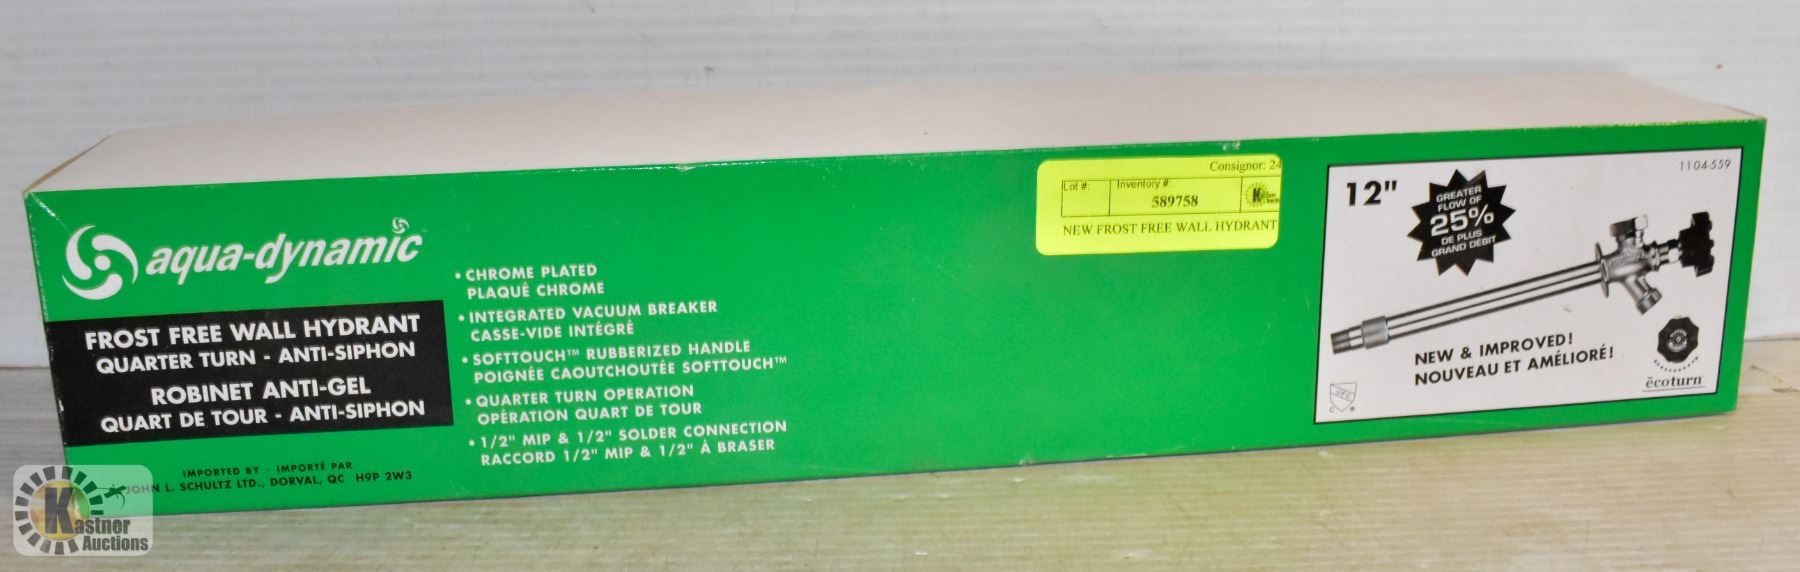 aqua-dynamic
FROST FREE WALL HYDRANT
QUARTER TURN - ANTI-SIPHON
ROBINET ANTI-GEL
QUART DE TOUR - ANTI-SIPHON
IMPORTED BY - IMPORTÉ PAR
JOHN L. SCHULTZ LTD., DORVAL, QC H9P 2W3
• CHROME PLATED
PLAQUÉ CHROME
• INTEGRATED VACUUM BREAKER
CASSE-VIDE INTÉGRÉ
• SOFTTOUCH™ RUBBERIZED HANDLE
POIGNÉE CAOUTCHOUTÉE SOFTTOUCH™
• QUARTER TURN OPERATION
OPÉRATION QUART DE TOUR
• 1/2" MIP & 1/2" SOLDER CONNECTION
RACCORD 1/2" MIP & 1/2" À BRASER
Consignor: 24
Lot #:
Inventory #:
589758
NEW FROST FREE WALL HYDRANT
1104-559
12"
GREATER
FLOW OF
25%
DE PLUS
GRAND DÉBIT
NEW & IMPROVED!
NOUVEAU ET AMÉLIORÉ!
UPC
C ®
ēcoturn
Kastner
Auctions